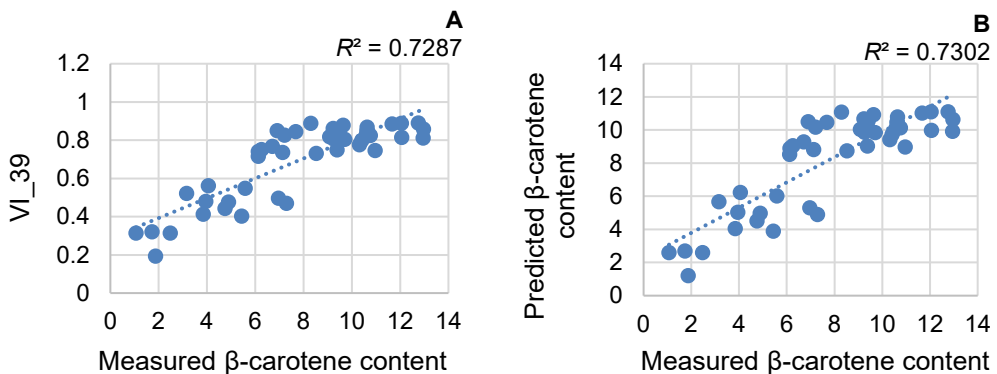 A
R² = 0.7287
1.2
1
0.8
0.6
0.4
0.2
0
VI_39
0 2 4 6 8 10 12 14
Measured β-carotene content
B
R² = 0.7302
14
12
10
8
6
4
2
0
Predicted β-carotene
content
0 2 4 6 8 10 12 14
Measured β-carotene content